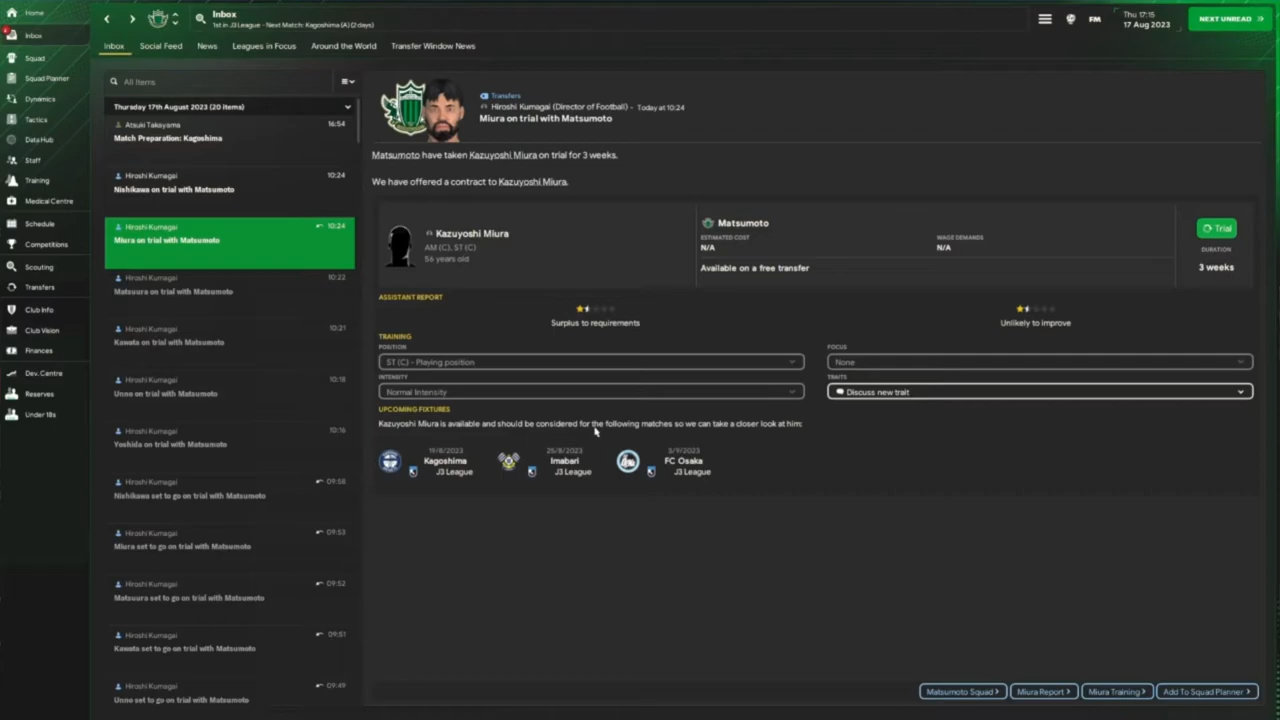 Home
Inbox
Squad
Squad Planner
Dynamics
Tactics
Data Hub
Staff
Training
Medical Centre
Schedule
Competitions
Scouting
Transfers
Club Info
Club Vision
Finances
Dev. Centre
Reserves
Under 18s
Inbox
1st in J3 League - Next Match: Kagoshima (A) (2 days)
FM
Thu 17:15
17 Aug 2023
NEXT UNREAD
Inbox Social Feed News Leagues in Focus Around the World Transfer Window News
All Items
Thursday 17th August 2023 (20 items)
Atsuki Takayama 16:54
Match Preparation: Kagoshima
Hiroshi Kumagai 10:24
Nishikawa on trial with Matsumoto
Hiroshi Kumagai 10:24
Miura on trial with Matsumoto
Hiroshi Kumagai 10:22
Matsuura on trial with Matsumoto
Hiroshi Kumagai 10:21
Kawata on trial with Matsumoto
Hiroshi Kumagai 10:18
Unno on trial with Matsumoto
Hiroshi Kumagai 10:16
Yoshida on trial with Matsumoto
Hiroshi Kumagai 09:58
Nishikawa set to go on trial with Matsumoto
Hiroshi Kumagai 09:53
Miura set to go on trial with Matsumoto
Hiroshi Kumagai 09:52
Matsuura set to go on trial with Matsumoto
Hiroshi Kumagai 09:51
Kawata set to go on trial with Matsumoto
Hiroshi Kumagai 09:49
Unno set to go on trial with Matsumoto
Transfers
Hiroshi Kumagai (Director of Football) - Today at 10:24
Miura on trial with Matsumoto
Matsumoto have taken Kazuyoshi Miura on trial for 3 weeks.
We have offered a contract to Kazuyoshi Miura.
Kazuyoshi Miura
AM (C), ST (C)
56 years old
Matsumoto
ESTIMATED COST WAGE DEMANDS
N/A N/A
Available on a free transfer
Trial
DURATION
3 weeks
ASSISTANT REPORT
Surplus to requirements Unlikely to improve
TRAINING
POSITION FOCUS
ST (C) - Playing position None
INTENSITY TRAITS
Normal Intensity Discuss new trait
UPCOMING FIXTURES
Kazuyoshi Miura is available and should be considered for the following matches so we can take a closer look at him:
19/8/2023 25/8/2023 3/9/2023
Kagoshima Imabari FC Osaka
J3 League J3 League J3 League
Matsumoto Squad Miura Report Miura Training Add To Squad Planner